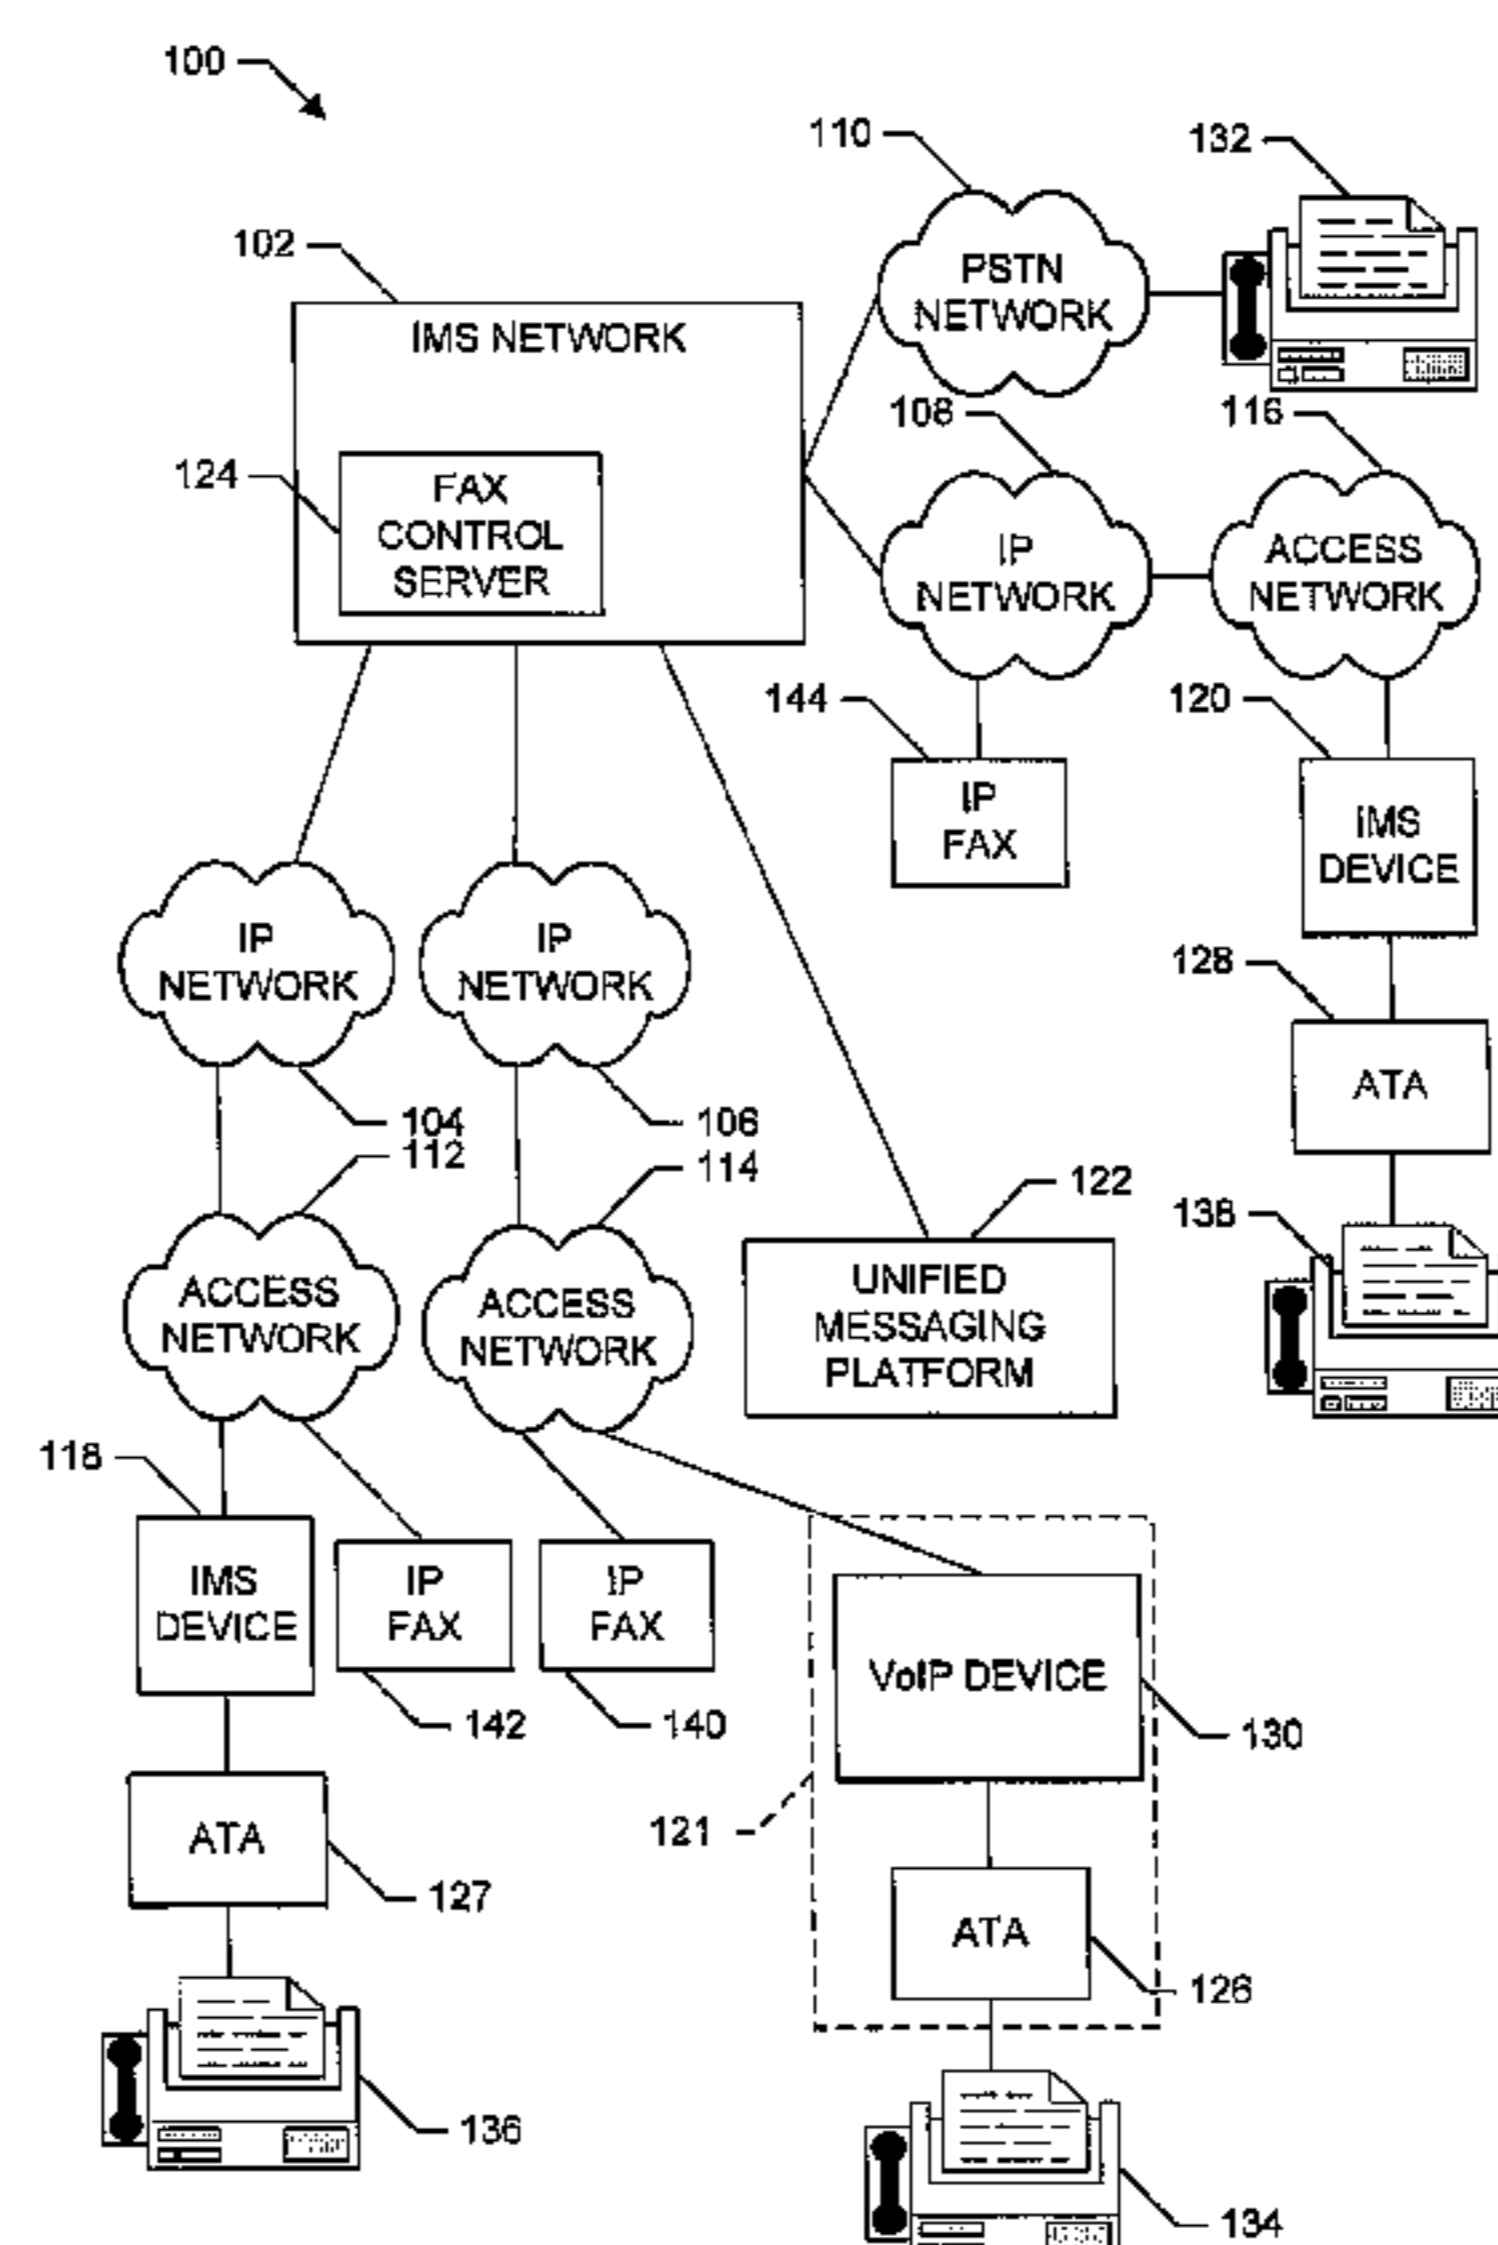 100
110
132
102
PSTN
NETWORK
IMS NETWORK
108
116
124
FAX
CONTROL
SERVER
IP
NETWORK
ACCESS
NETWORK
144
120
IP
FAX
IMS
DEVICE
IP
NETWORK
IP
NETWORK
128
ATA
104
106
112
114
122
138
ACCESS
NETWORK
ACCESS
NETWORK
UNIFIED
MESSAGING
PLATFORM
118
IMS
DEVICE
IP
FAX
IP
FAX
VoIP DEVICE
142
140
130
121
ATA
127
ATA
126
136
134